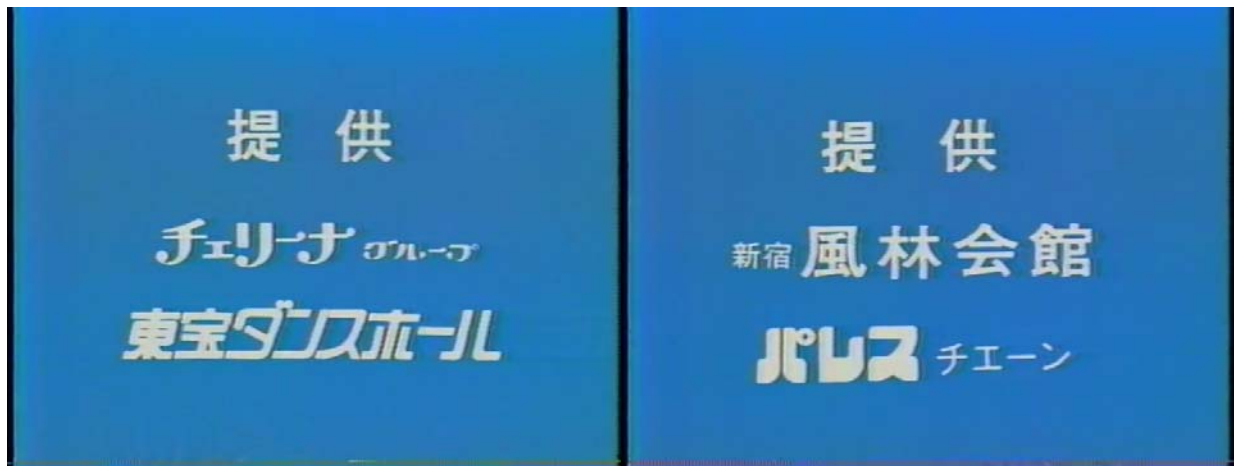 提 供
チェリーナ グループ
東宝ダンスホール
提 供
新宿 風林会館
パレス チエーン